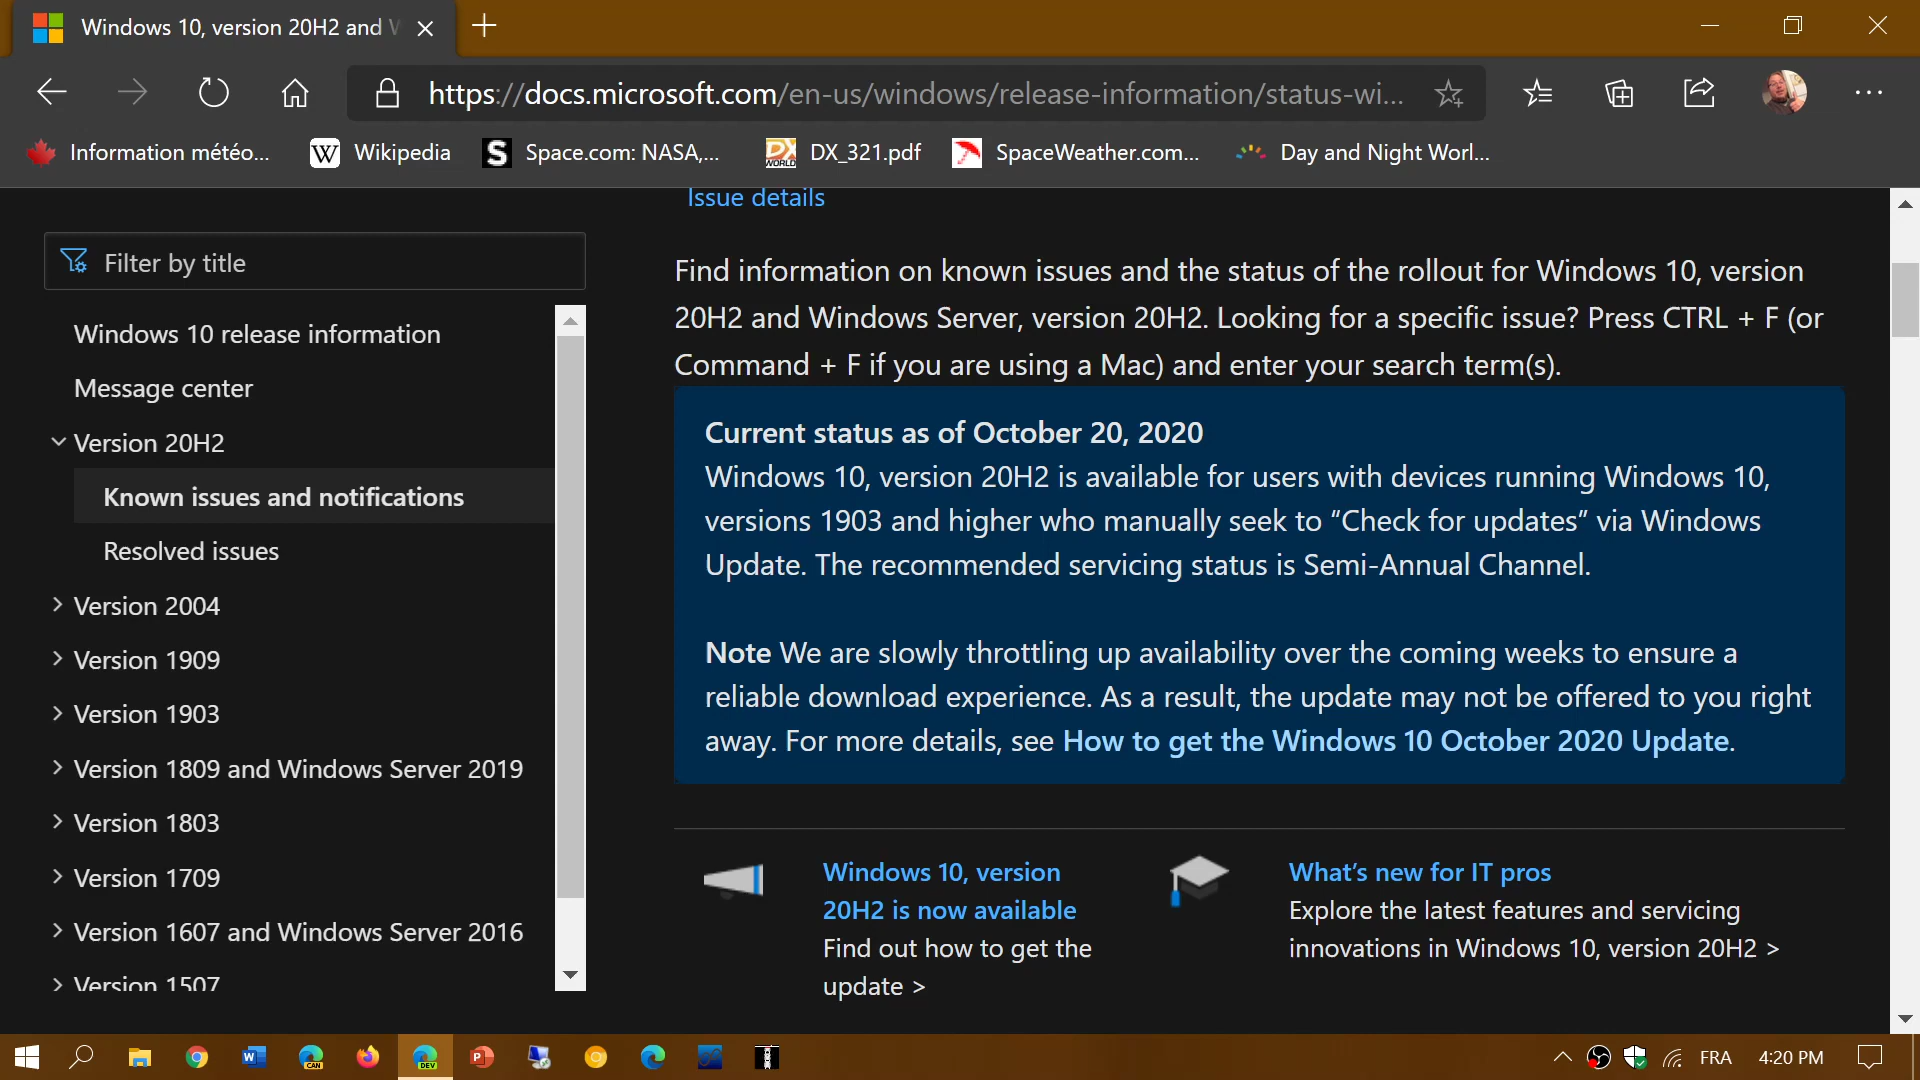 Windows 10, version 20H2 and W
https://docs.microsoft.com/en-us/windows/release-information/status-wi...
Information météo...
W Wikipedia
S Space.com: NASA,...
DX WORLD DX_321.pdf
SpaceWeather.com...
Day and Night Worl...
Filter by title
Windows 10 release information
Message center
Version 20H2
Known issues and notifications
Resolved issues
Version 2004
Version 1909
Version 1903
Version 1809 and Windows Server 2019
Version 1803
Version 1709
Version 1607 and Windows Server 2016
Version 1507
Issue details
Find information on known issues and the status of the rollout for Windows 10, version
20H2 and Windows Server, version 20H2. Looking for a specific issue? Press CTRL + F (or
Command + F if you are using a Mac) and enter your search term(s).
Current status as of October 20, 2020
Windows 10, version 20H2 is available for users with devices running Windows 10,
versions 1903 and higher who manually seek to “Check for updates” via Windows
Update. The recommended servicing status is Semi-Annual Channel.
Note We are slowly throttling up availability over the coming weeks to ensure a
reliable download experience. As a result, the update may not be offered to you right
away. For more details, see How to get the Windows 10 October 2020 Update.
Windows 10, version
20H2 is now available
Find out how to get the
update >
What’s new for IT pros
Explore the latest features and servicing
innovations in Windows 10, version 20H2 >
W
CAN
DEV
P
FRA
4:20 PM